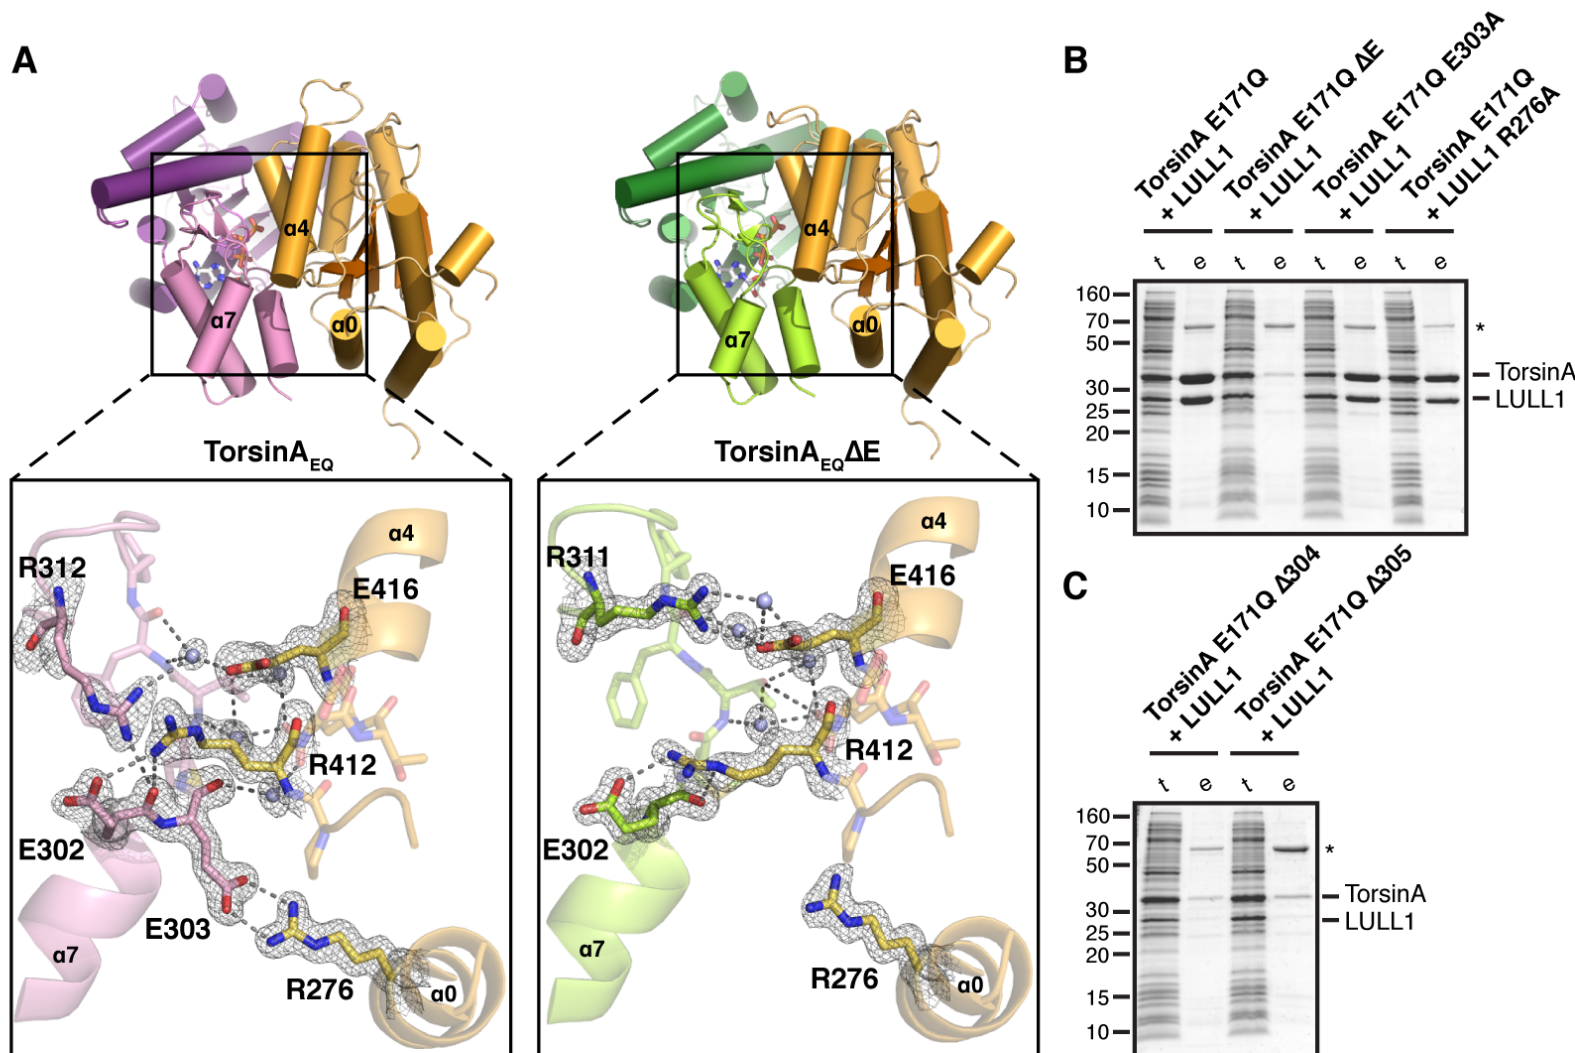 A
α4
α7
α0
α4
α7
α0
TorsinA_EQ
TorsinA_EQΔE
R312
α4
E416
R412
E302
E303
α7
R276
α0
R311
α4
E416
R412
E302
α7
R276
α0
B
TorsinA E171Q
+ LULL1
TorsinA E171Q ΔE
+ LULL1
TorsinA E171Q E303A
+ LULL1
TorsinA E171Q
+ LULL1 R276A
t e t e t e t e
160
70
50
30
25
20
15
10
*
TorsinA
LULL1
C
TorsinA E171Q Δ304
+ LULL1
TorsinA E171Q Δ305
+ LULL1
t e t e
160
70
50
30
25
20
15
10
*
TorsinA
LULL1